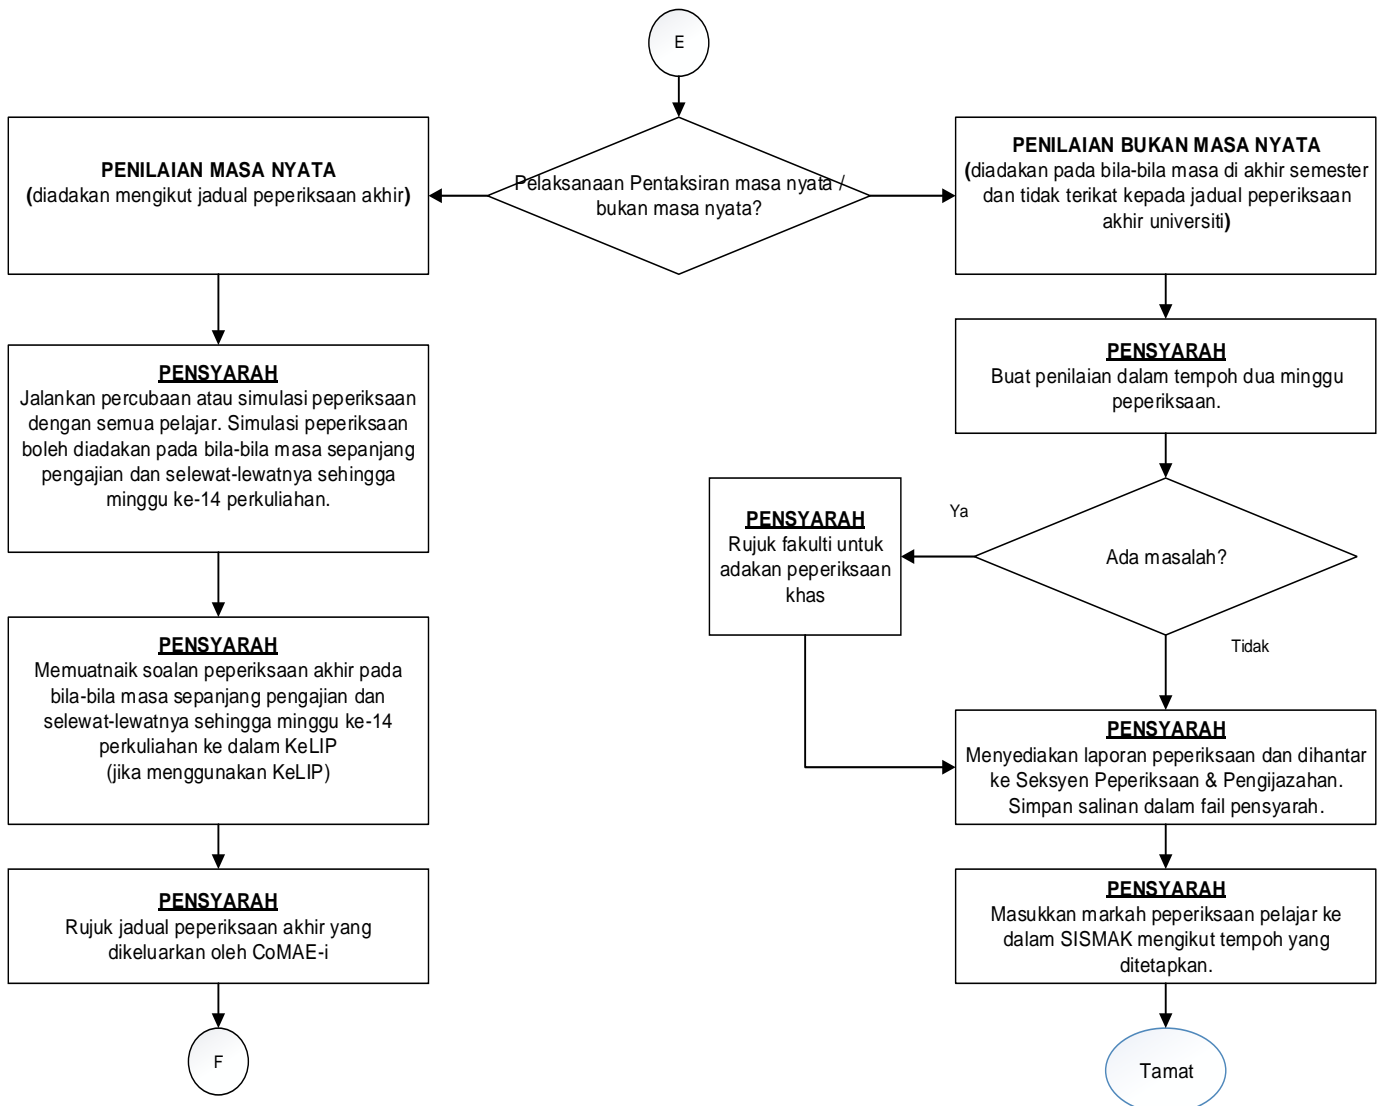 E
Pelaksanaan Pentaksiran masa nyata /
bukan masa nyata?
PENILAIAN MASA NYATA
(diadakan mengikut jadual peperiksaan akhir)
PENSYARAH
Jalankan percubaan atau simulasi peperiksaan
dengan semua pelajar. Simulasi peperiksaan
boleh diadakan pada bila-bila masa sepanjang
pengajian dan selewat-lewatnya sehingga
minggu ke-14 perkuliahan.
PENSYARAH
Memuatnaik soalan peperiksaan akhir pada
bila-bila masa sepanjang pengajian dan
selewat-lewatnya sehingga minggu ke-14
perkuliahan ke dalam KeLIP
(jika menggunakan KeLIP)
PENSYARAH
Rujuk jadual peperiksaan akhir yang
dikeluarkan oleh CoMAE-i
F
PENILAIAN BUKAN MASA NYATA
(diadakan pada bila-bila masa di akhir semester
dan tidak terikat kepada jadual peperiksaan
akhir universiti)
PENSYARAH
Buat penilaian dalam tempoh dua minggu
peperiksaan.
Ada masalah?
Ya
PENSYARAH
Rujuk fakulti untuk
adakan peperiksaan
khas
Tidak
PENSYARAH
Menyediakan laporan peperiksaan dan dihantar
ke Seksyen Peperiksaan & Pengijazahan.
Simpan salinan dalam fail pensyarah.
PENSYARAH
Masukkan markah peperiksaan pelajar ke
dalam SISMAK mengikut tempoh yang
ditetapkan.
Tamat